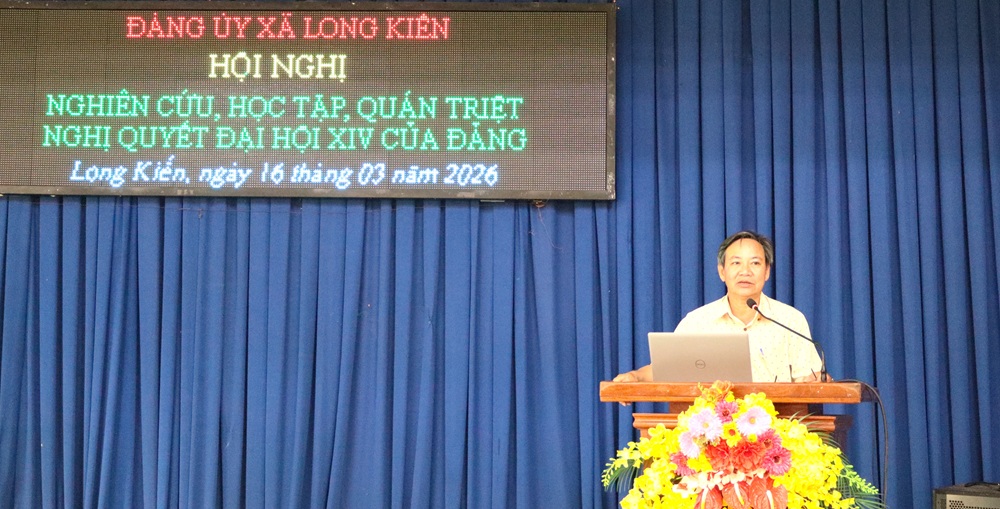 ĐẢNG ỦY XÃ LONG KIẾN
HỘI NGHỊ
NGHIÊN CỨU, HỌC TẬP, QUÁN TRIỆT
NGHỊ QUYẾT ĐẠI HỘI XIV CỦA ĐẢNG
Long Kiến, ngày 16 tháng 03 năm 2026
DELL